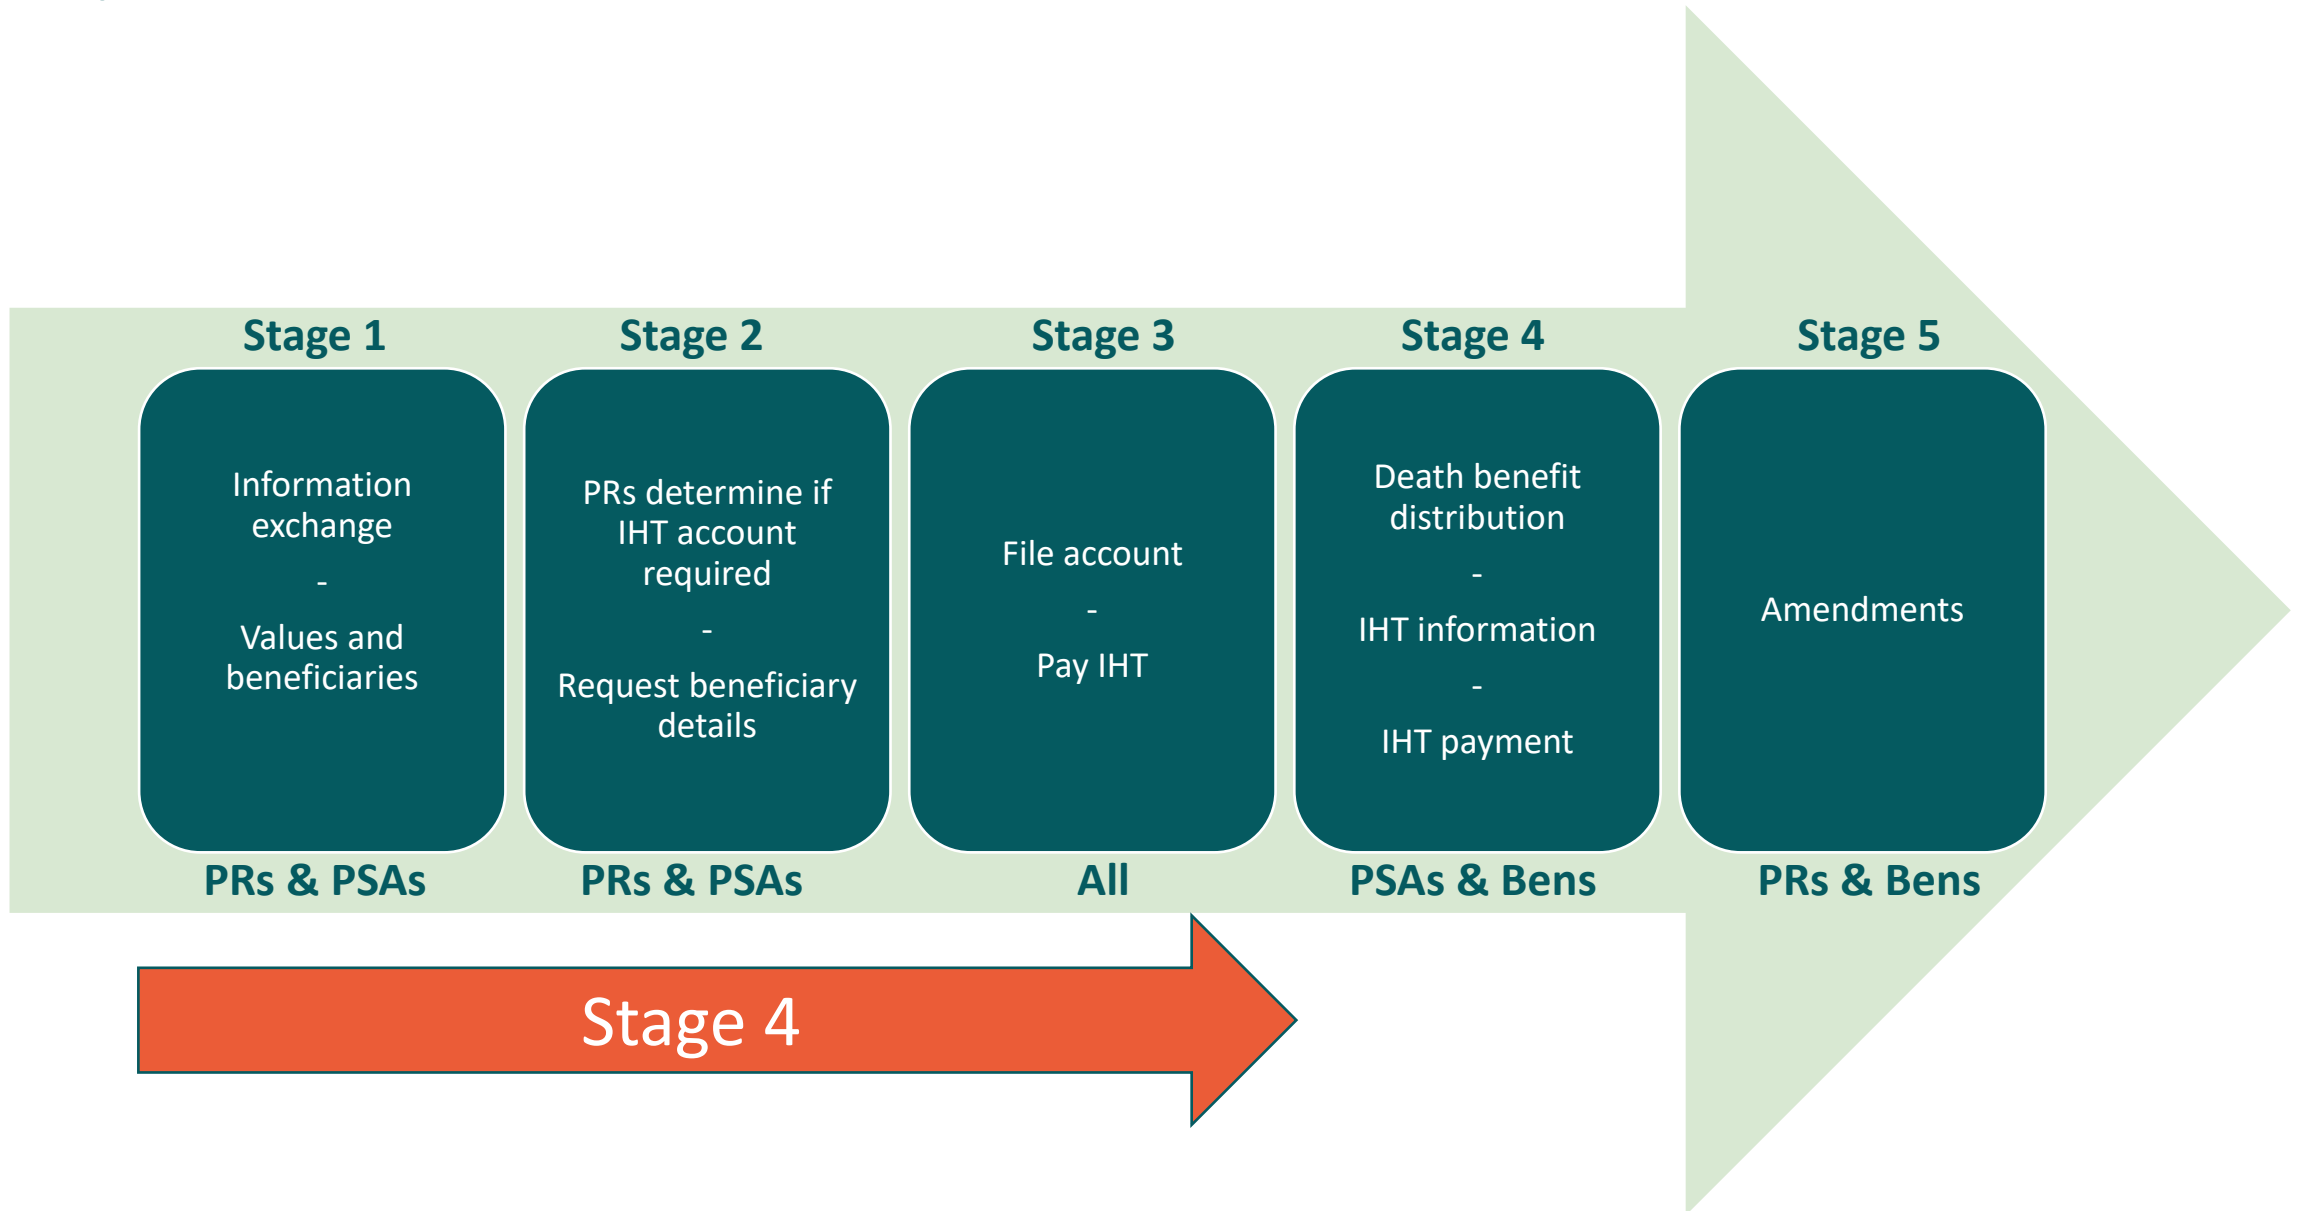 Stage 1
Information
exchange
-
Values and
beneficiaries
PRs & PSAs
Stage 2
PRs determine if
IHT account
required
-
Request beneficiary
details
PRs & PSAs
Stage 3
File account
-
Pay IHT
All
Stage 4
Death benefit
distribution
-
IHT information
-
IHT payment
PSAs & Bens
Stage 5
Amendments
PRs & Bens
Stage 4